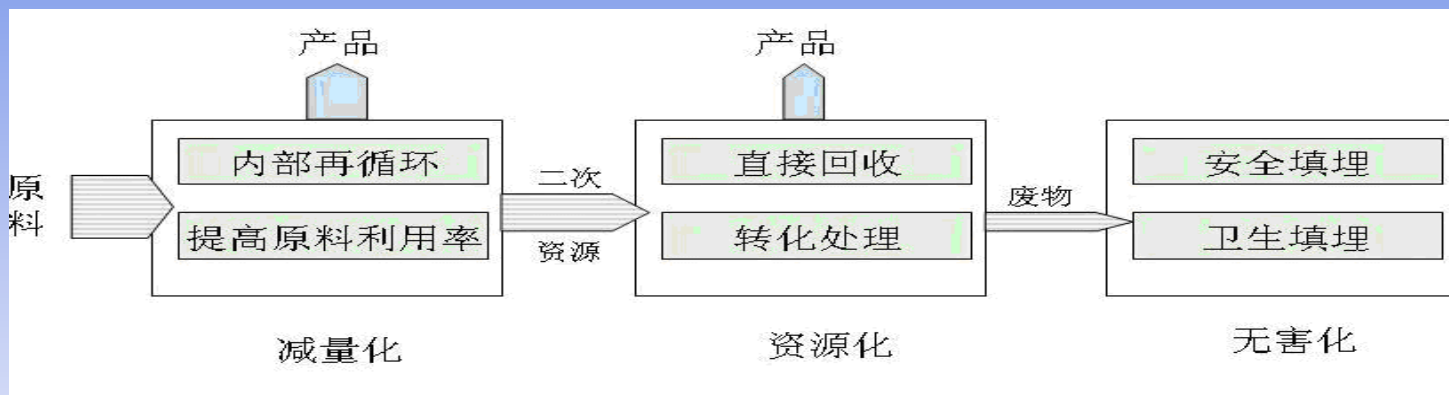 产品
产品
原
料
内部再循环
提高原料利用率
二次
资源
直接回收
转化处理
废物
安全填埋
卫生填埋
减量化
资源化
无害化